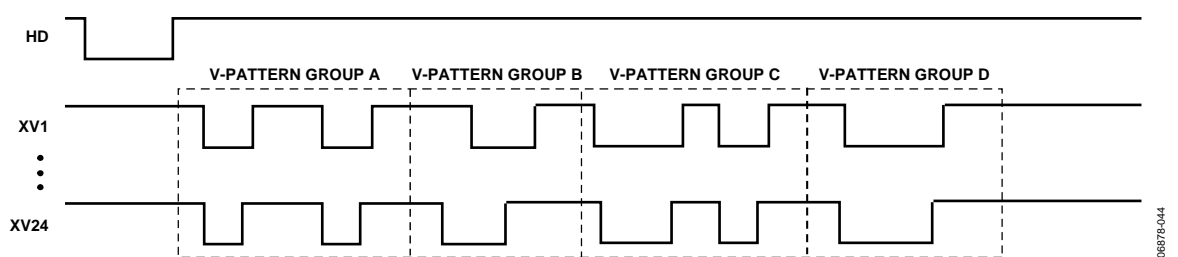 HD
V-PATTERN GROUP A
V-PATTERN GROUP B
V-PATTERN GROUP C
V-PATTERN GROUP D
XV1
XV24
06878-044